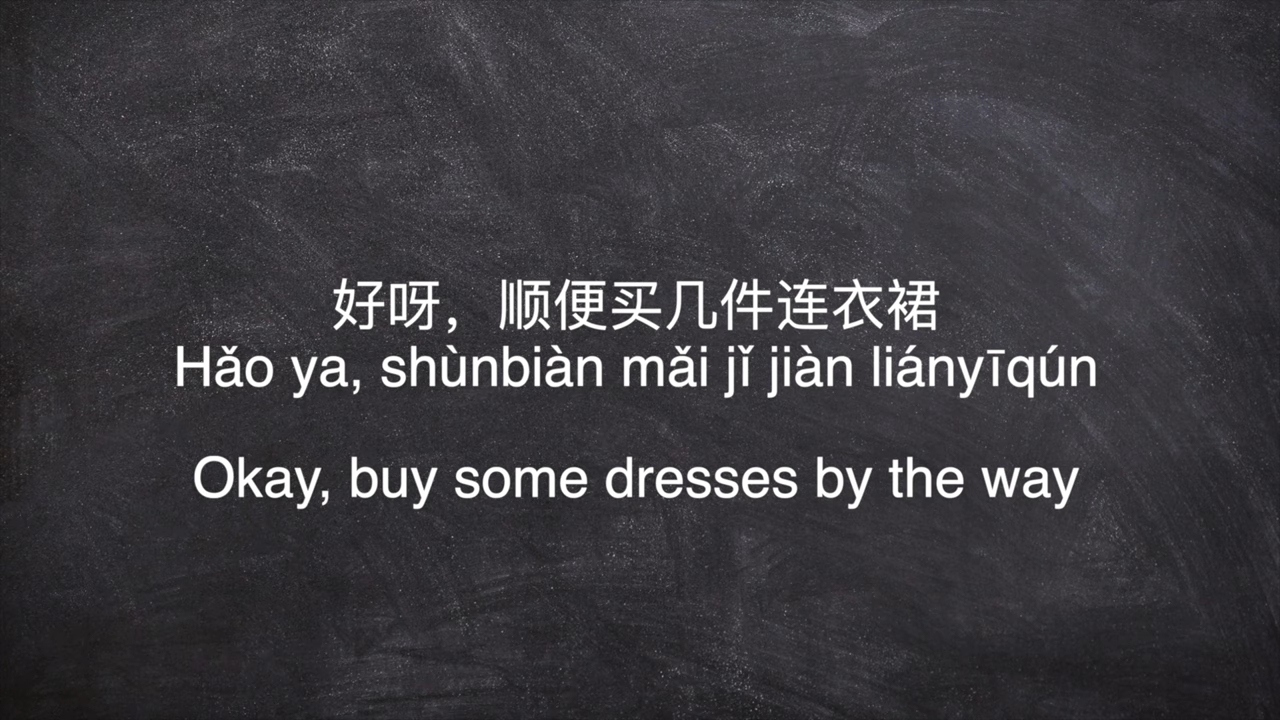 好呀，顺便买几件连衣裙
Hǎo ya, shùnbiàn mǎi jǐ jiàn liányīqún
Okay, buy some dresses by the way